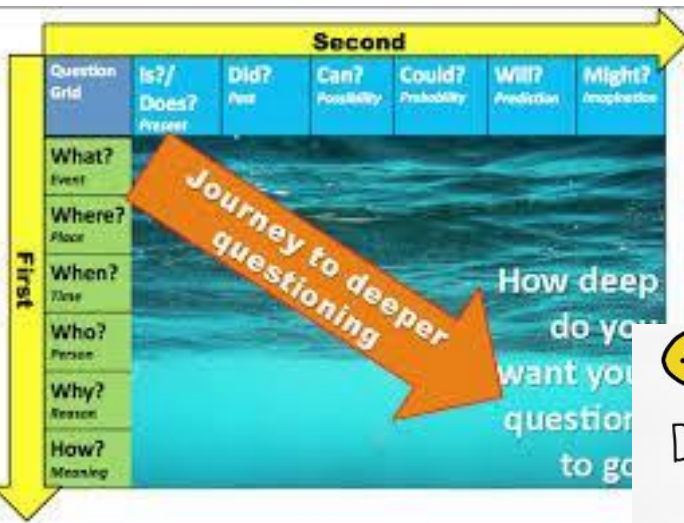 Second
First
Question Grid
Is?/ Does?
Present
Did?
Past
Can?
Possibility
Could?
Probability
Will?
Prediction
Might?
Imagination
What?
Event
Where?
Place
When?
Time
Who?
Person
Why?
Reason
How?
Meaning
Journey to deeper
questioning
How deep
do you
want you
question
to go